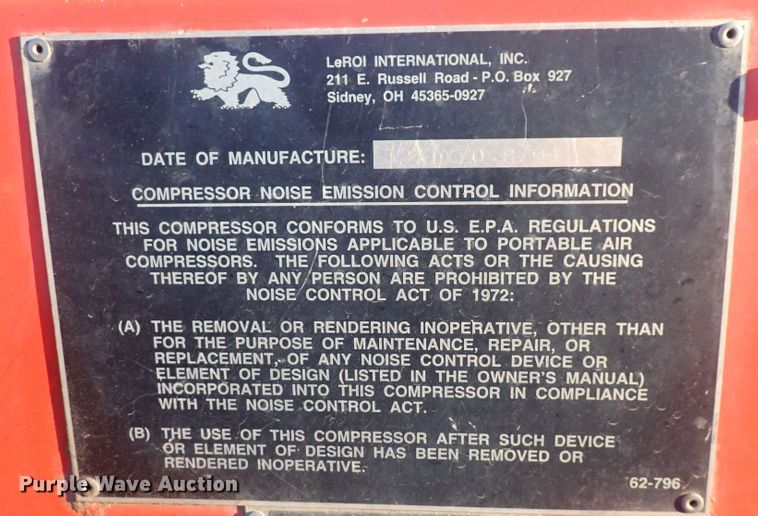 LeROI INTERNATIONAL, INC.
211 E. Russell Road - P.O. Box 927
Sidney, OH 45365-0927
DATE OF MANUFACTURE:
COMPRESSOR NOISE EMISSION CONTROL INFORMATION
THIS COMPRESSOR CONFORMS TO U.S. E.P.A. REGULATIONS
FOR NOISE EMISSIONS APPLICABLE TO PORTABLE AIR
COMPRESSORS. THE FOLLOWING ACTS OR THE CAUSING
THEREOF BY ANY PERSON ARE PROHIBITED BY THE
NOISE CONTROL ACT OF 1972:
(A) THE REMOVAL OR RENDERING INOPERATIVE, OTHER THAN
FOR THE PURPOSE OF MAINTENANCE, REPAIR, OR
REPLACEMENT, OF ANY NOISE CONTROL DEVICE OR
ELEMENT OF DESIGN (LISTED IN THE OWNER'S MANUAL)
INCORPORATED INTO THIS COMPRESSOR IN COMPLIANCE
WITH THE NOISE CONTROL ACT.
(B) THE USE OF THIS COMPRESSOR AFTER SUCH DEVICE
OR ELEMENT OF DESIGN HAS BEEN REMOVED OR
RENDERED INOPERATIVE.
62-796
Purple Wave Auction